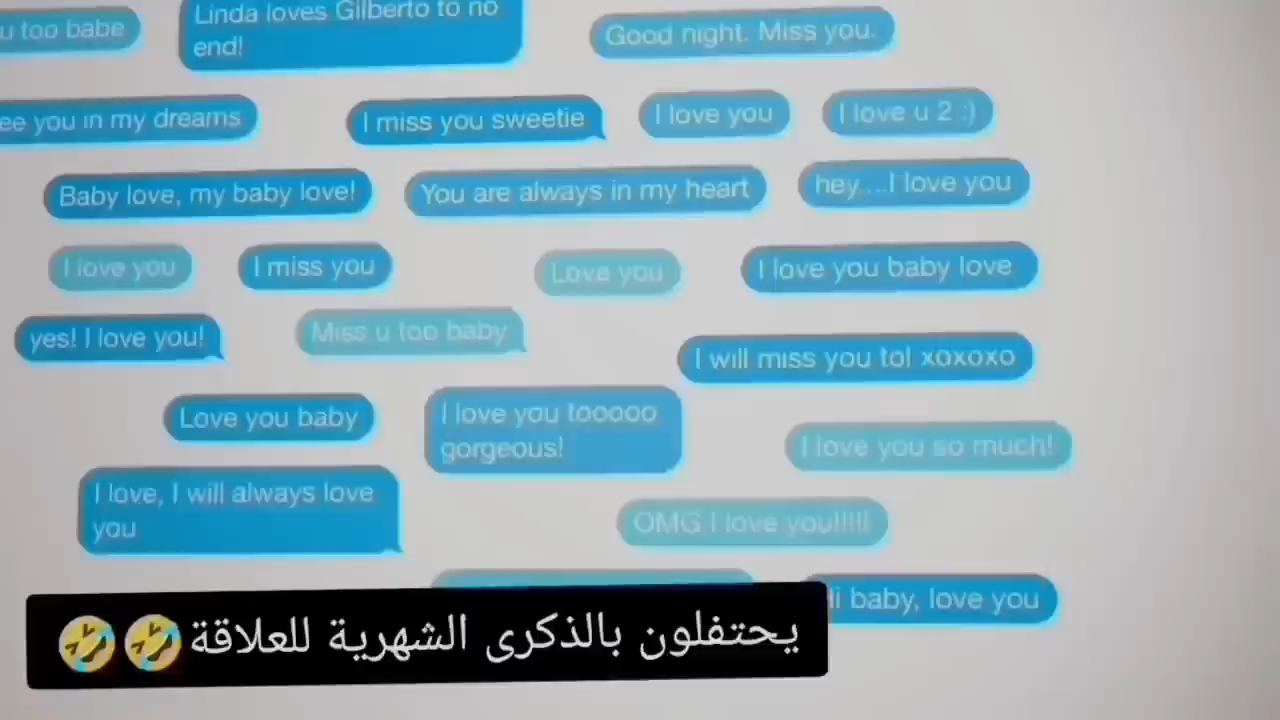 u too babe
Linda loves Gilberto to no
end!
Good night. Miss you.
ee you in my dreams
I miss you sweetie
I love you
I love u 2 :)
Baby love, my baby love!
You are always in my heart
hey....I love you
I love you
I miss you
Love you
I love you baby love
yes! I love you!
Miss u too baby
I will miss you to! xoxoxo
Love you baby
I love you tooooo
gorgeous!
I love you so much!
I love, I will always love
you
OMG I love you!!!!!
Hi baby, love you
يحتفلون بالذكرى الشهرية للعلاقة🤣🤣